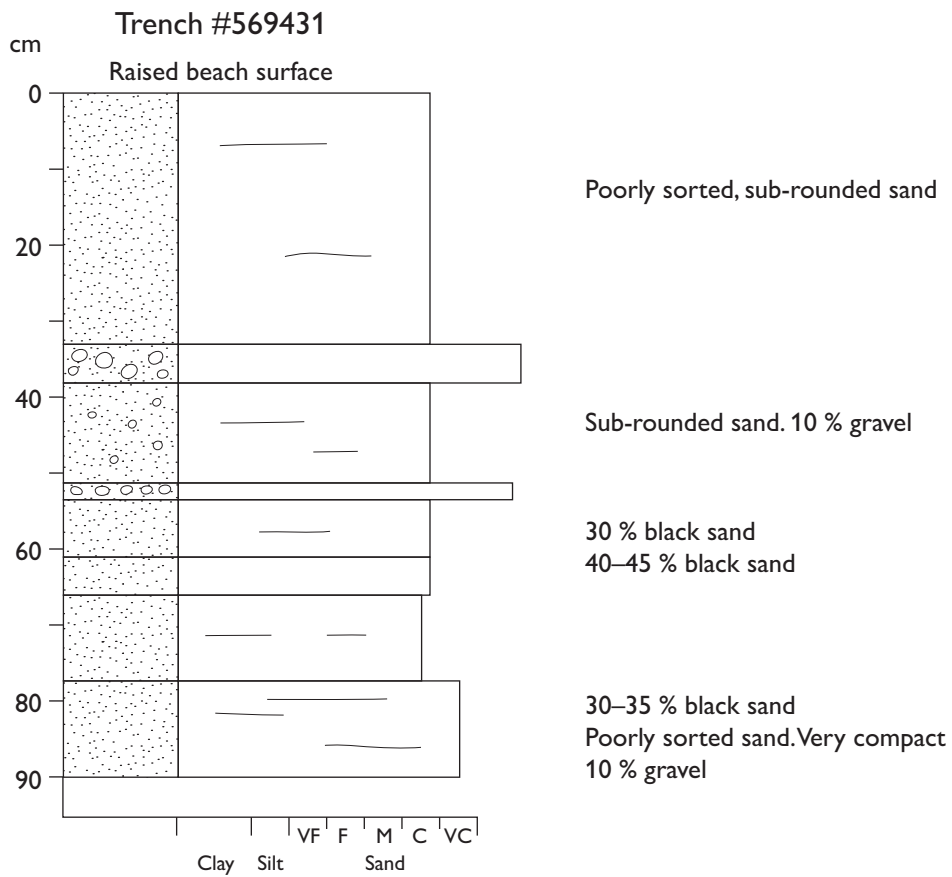 Trench #569431
cm
Raised beach surface
0
20
40
60
80
90
Poorly sorted, sub-rounded sand
Sub-rounded sand. 10 % gravel
30 % black sand
40–45 % black sand
30–35 % black sand
Poorly sorted sand. Very compact
10 % gravel
VF F M C VC
Clay Silt Sand